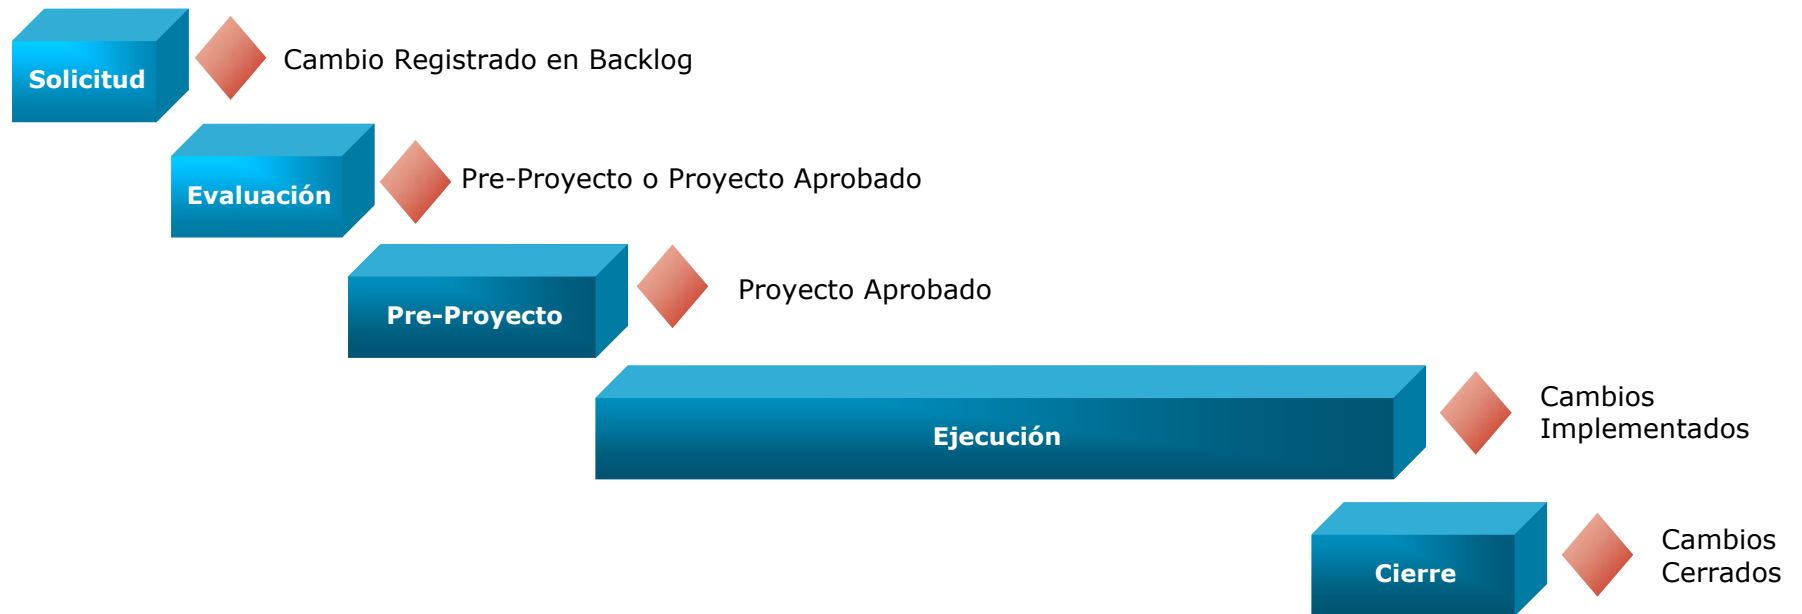 Solicitud
Cambio Registrado en Backlog
Evaluación
Pre-Proyecto o Proyecto Aprobado
Pre-Proyecto
Proyecto Aprobado
Ejecución
Cambios
Implementados
Cierre
Cambios
Cerrados